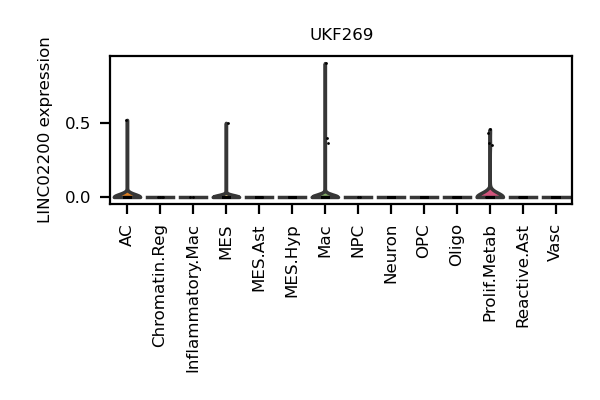 UKF269
LINC02200 expression
0.5
0.0
AC
Chromatin.Reg
Inflammatory.Mac
MES
MES.Ast
MES.Hyp
Mac
NPC
Neuron
OPC
Oligo
Prolif.Metab
Reactive.Ast
Vasc